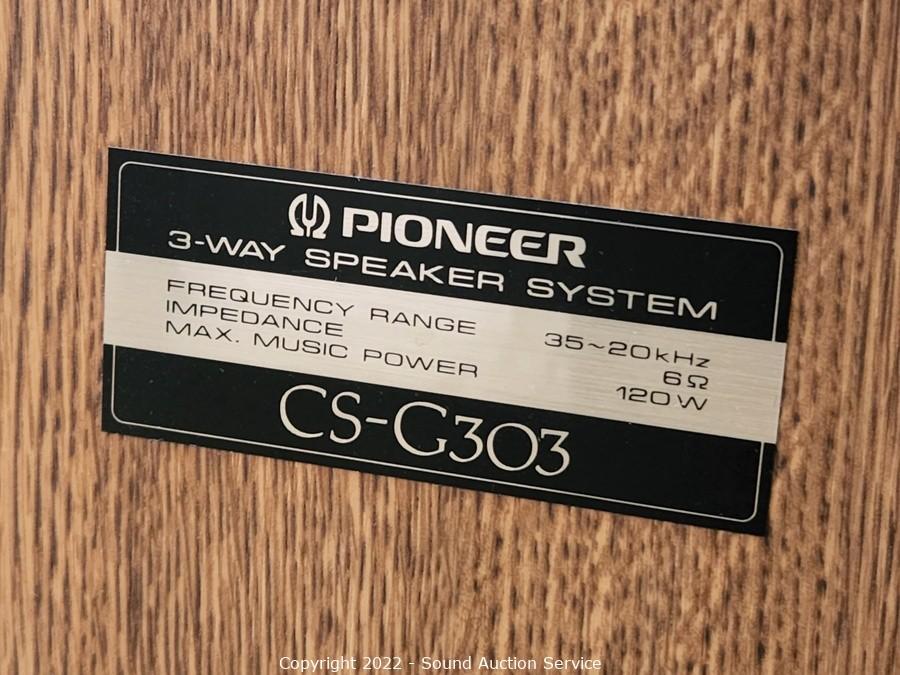 PIONEER
3-WAY SPEAKER SYSTEM
FREQUENCY RANGE 35~20kHz
IMPEDANCE 6Ω
MAX. MUSIC POWER 120W
CS-G303
Copyright 2022 - Sound Auction Service